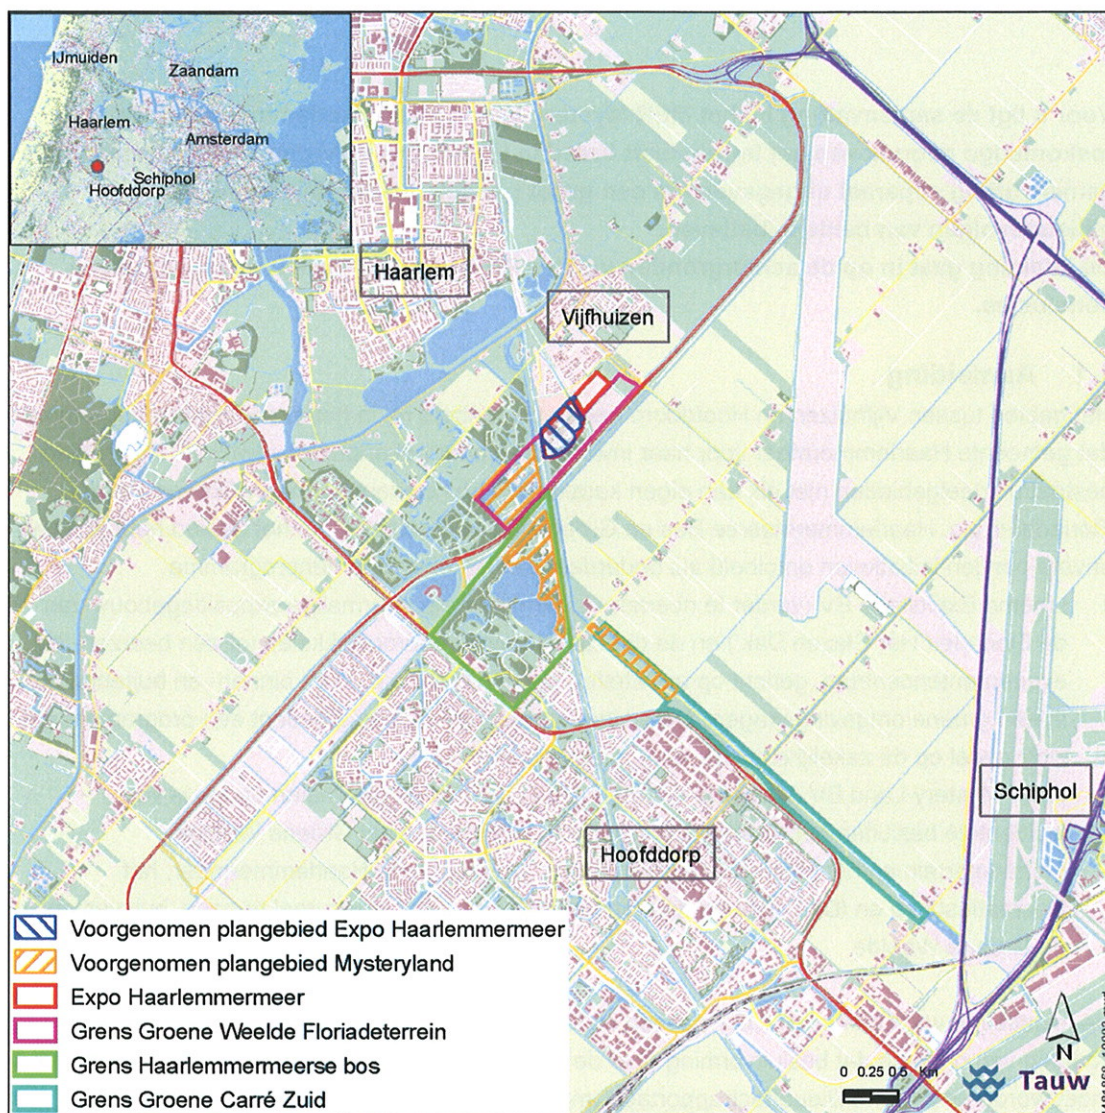 IJmuiden
Zaandam
Haarlem
Amsterdam
Schiphol
Hoofddorp
Haarlem
Vijfhuizen
Schiphol
Hoofddorp
Voorgenomen plangebied Expo Haarlemmermeer
Voorgenomen plangebied Mysteryland
Expo Haarlemmermeer
Grens Groene Weelde Floriadeterrein
Grens Haarlemmermeerse bos
Grens Groene Carré Zuid
N
0 0.25 0.5 Km
Tauw